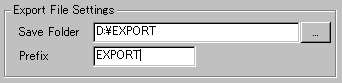 Export File Settings
Save Folder D:¥EXPORT ...
Prefix EXPORT